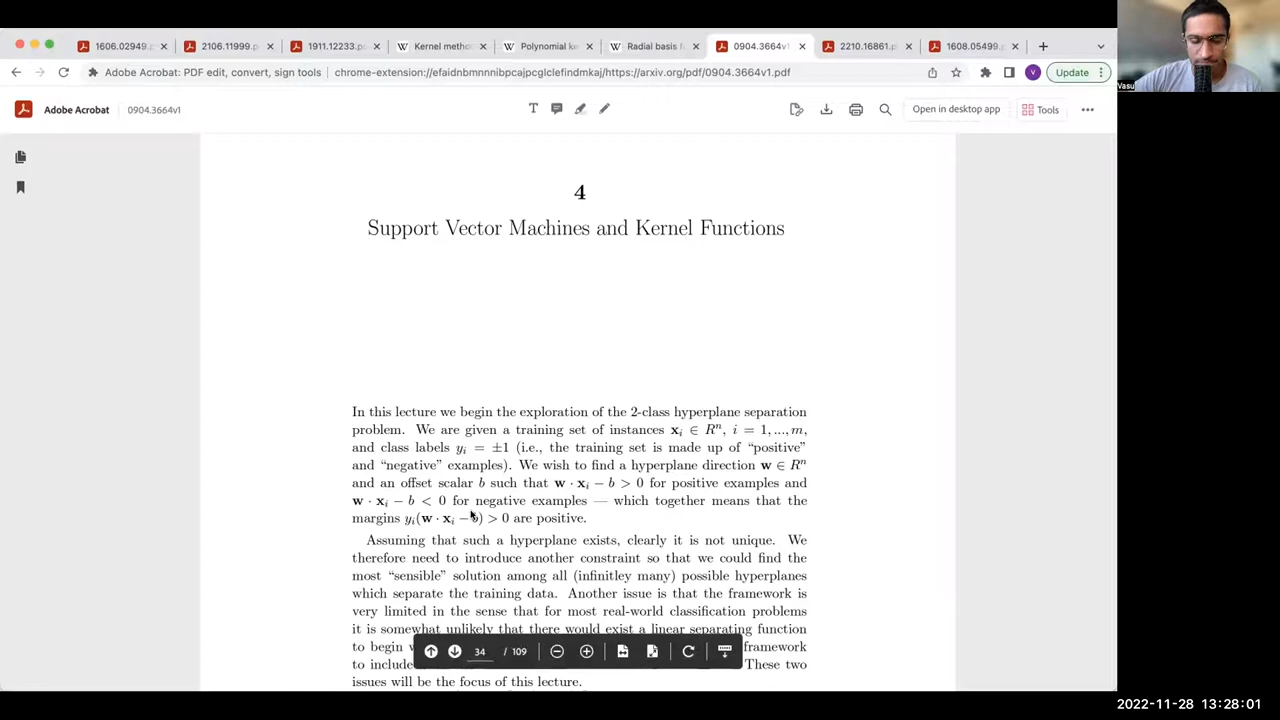 1606.02949.
2106.11999.p
1911.12233.pd
Kernel metho
Polynomial ke
Radial basis f
0904.3664v1
2210.16861.p
1608.05499.p
Adobe Acrobat: PDF edit, convert, sign tools
chrome-extension://efaidnbmnnnibpcajpcglclefindmkaj/https://arxiv.org/pdf/0904.3664v1.pdf
V
Update
Vasu
Adobe Acrobat
0904.3664v1
Open in desktop app
Tools
4
Support Vector Machines and Kernel Functions
In this lecture we begin the exploration of the 2-class hyperplane separation
problem. We are given a training set of instances xᵢ ∈ Rⁿ, i = 1, ..., m,
and class labels yᵢ = ±1 (i.e., the training set is made up of “positive”
and “negative” examples). We wish to find a hyperplane direction w ∈ Rⁿ
and an offset scalar b such that w · xᵢ − b > 0 for positive examples and
w · xᵢ − b < 0 for negative examples — which together means that the
margins yᵢ(w · xᵢ − b) > 0 are positive.
Assuming that such a hyperplane exists, clearly it is not unique. We
therefore need to introduce another constraint so that we could find the
most “sensible” solution among all (infinitley many) possible hyperplanes
which separate the training data. Another issue is that the framework is
very limited in the sense that for most real-world classification problems
it is somewhat unlikely that there would exist a linear separating function
to begin framework
to include These two
issues will be the focus of this lecture.
34 / 109
2022-11-28 13:28:01